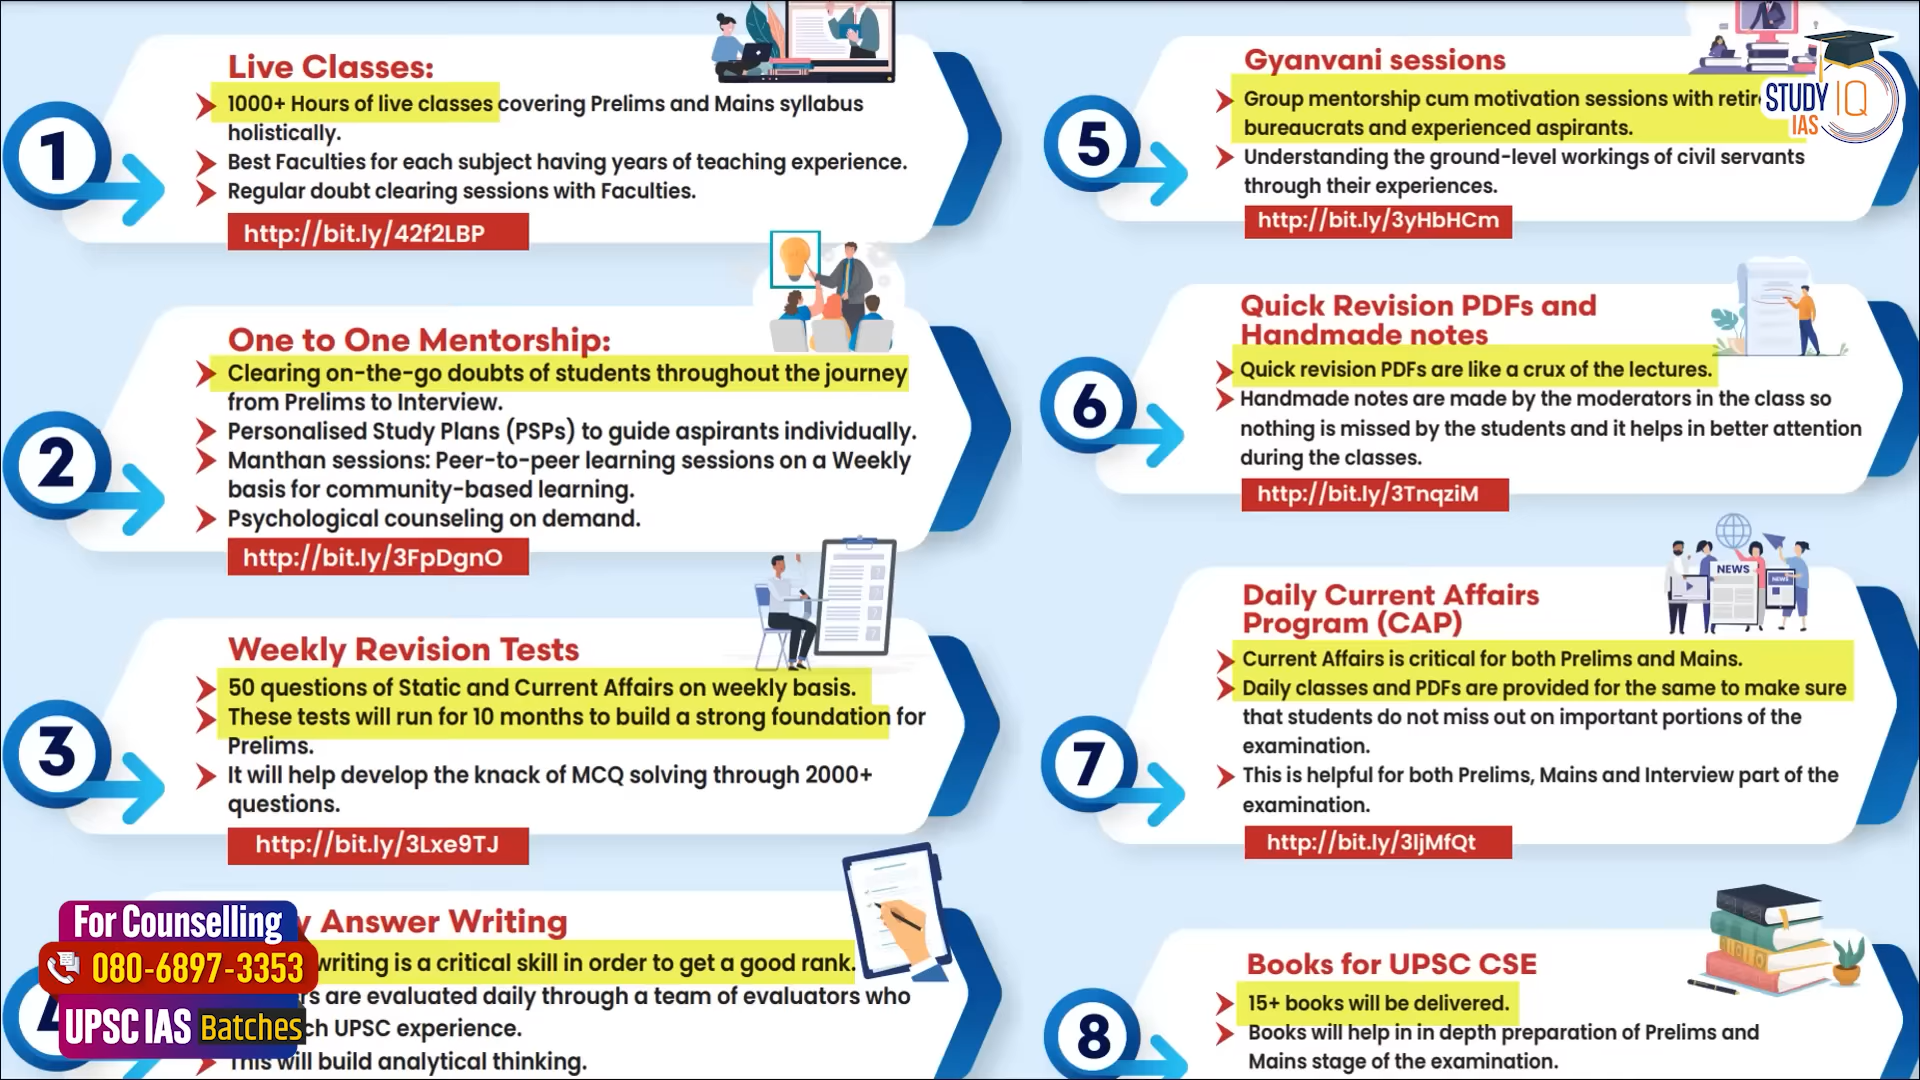 Live Classes:
1000+ Hours of live classes covering Prelims and Mains syllabus
holistically.
Best Faculties for each subject having years of teaching experience.
Regular doubt clearing sessions with Faculties.
http://bit.ly/42f2LBP
1
One to One Mentorship:
Clearing on-the-go doubts of students throughout the journey
from Prelims to Interview.
Personalised Study Plans (PSPs) to guide aspirants individually.
Manthan sessions: Peer-to-peer learning sessions on a Weekly
basis for community-based learning.
Psychological counseling on demand.
http://bit.ly/3FpDgnO
2
Weekly Revision Tests
50 questions of Static and Current Affairs on weekly basis.
These tests will run for 10 months to build a strong foundation for
Prelims.
It will help develop the knack of MCQ solving through 2000+
questions.
http://bit.ly/3Lxe9TJ
3
Answer Writing
writing is a critical skill in order to get a good rank.
are evaluated daily through a team of evaluators who
UPSC experience.
This will build analytical thinking.
4
For Counselling
080-6897-3353
UPSC IAS Batches
Gyanvani sessions
Group mentorship cum motivation sessions with
bureaucrats and experienced aspirants.
Understanding the ground-level workings of civil servants
through their experiences.
http://bit.ly/3yHbHCm
5
STUDY IQ
IAS
Quick Revision PDFs and
Handmade notes
Quick revision PDFs are like a crux of the lectures.
Handmade notes are made by the moderators in the class so
nothing is missed by the students and it helps in better attention
during the classes.
http://bit.ly/3TnqziM
6
NEWS
NEWS
Daily Current Affairs
Program (CAP)
Current Affairs is critical for both Prelims and Mains.
Daily classes and PDFs are provided for the same to make sure
that students do not miss out on important portions of the
examination.
This is helpful for both Prelims, Mains and Interview part of the
examination.
http://bit.ly/3ljMfQt
7
Books for UPSC CSE
15+ books will be delivered.
Books will help in in depth preparation of Prelims and
Mains stage of the examination.
8